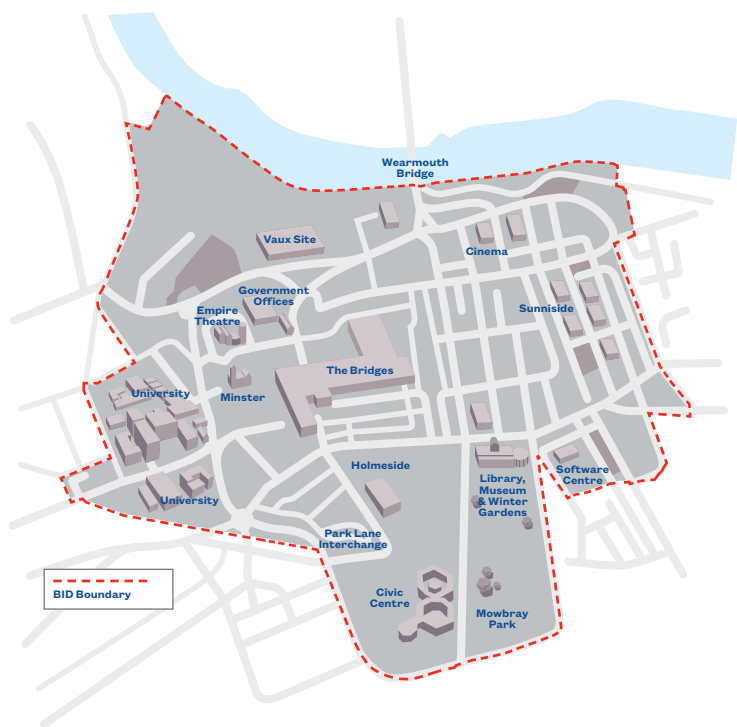 Wearmouth
Bridge
Vaux Site
Cinema
Government
Offices
Empire
Theatre
Sunniside
The Bridges
University
Minster
Holmeside
Library,
Museum
& Winter
Gardens
Software
Centre
University
Park Lane
Interchange
Civic
Centre
Mowbray
Park
BID Boundary